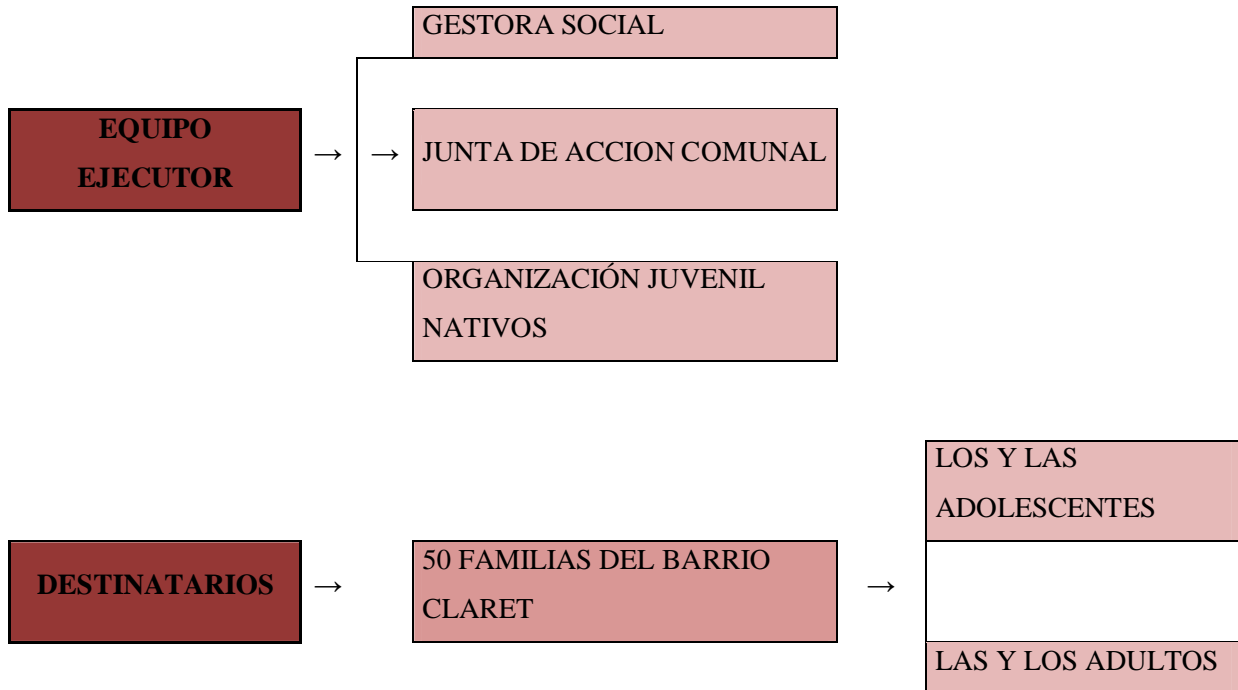 GESTORA SOCIAL
EQUIPO
EJECUTOR
→
→
JUNTA DE ACCION COMUNAL
ORGANIZACIÓN JUVENIL
NATIVOS
LOS Y LAS
ADOLESCENTES
DESTINATARIOS
→
50 FAMILIAS DEL BARRIO
CLARET
→
LAS Y LOS ADULTOS